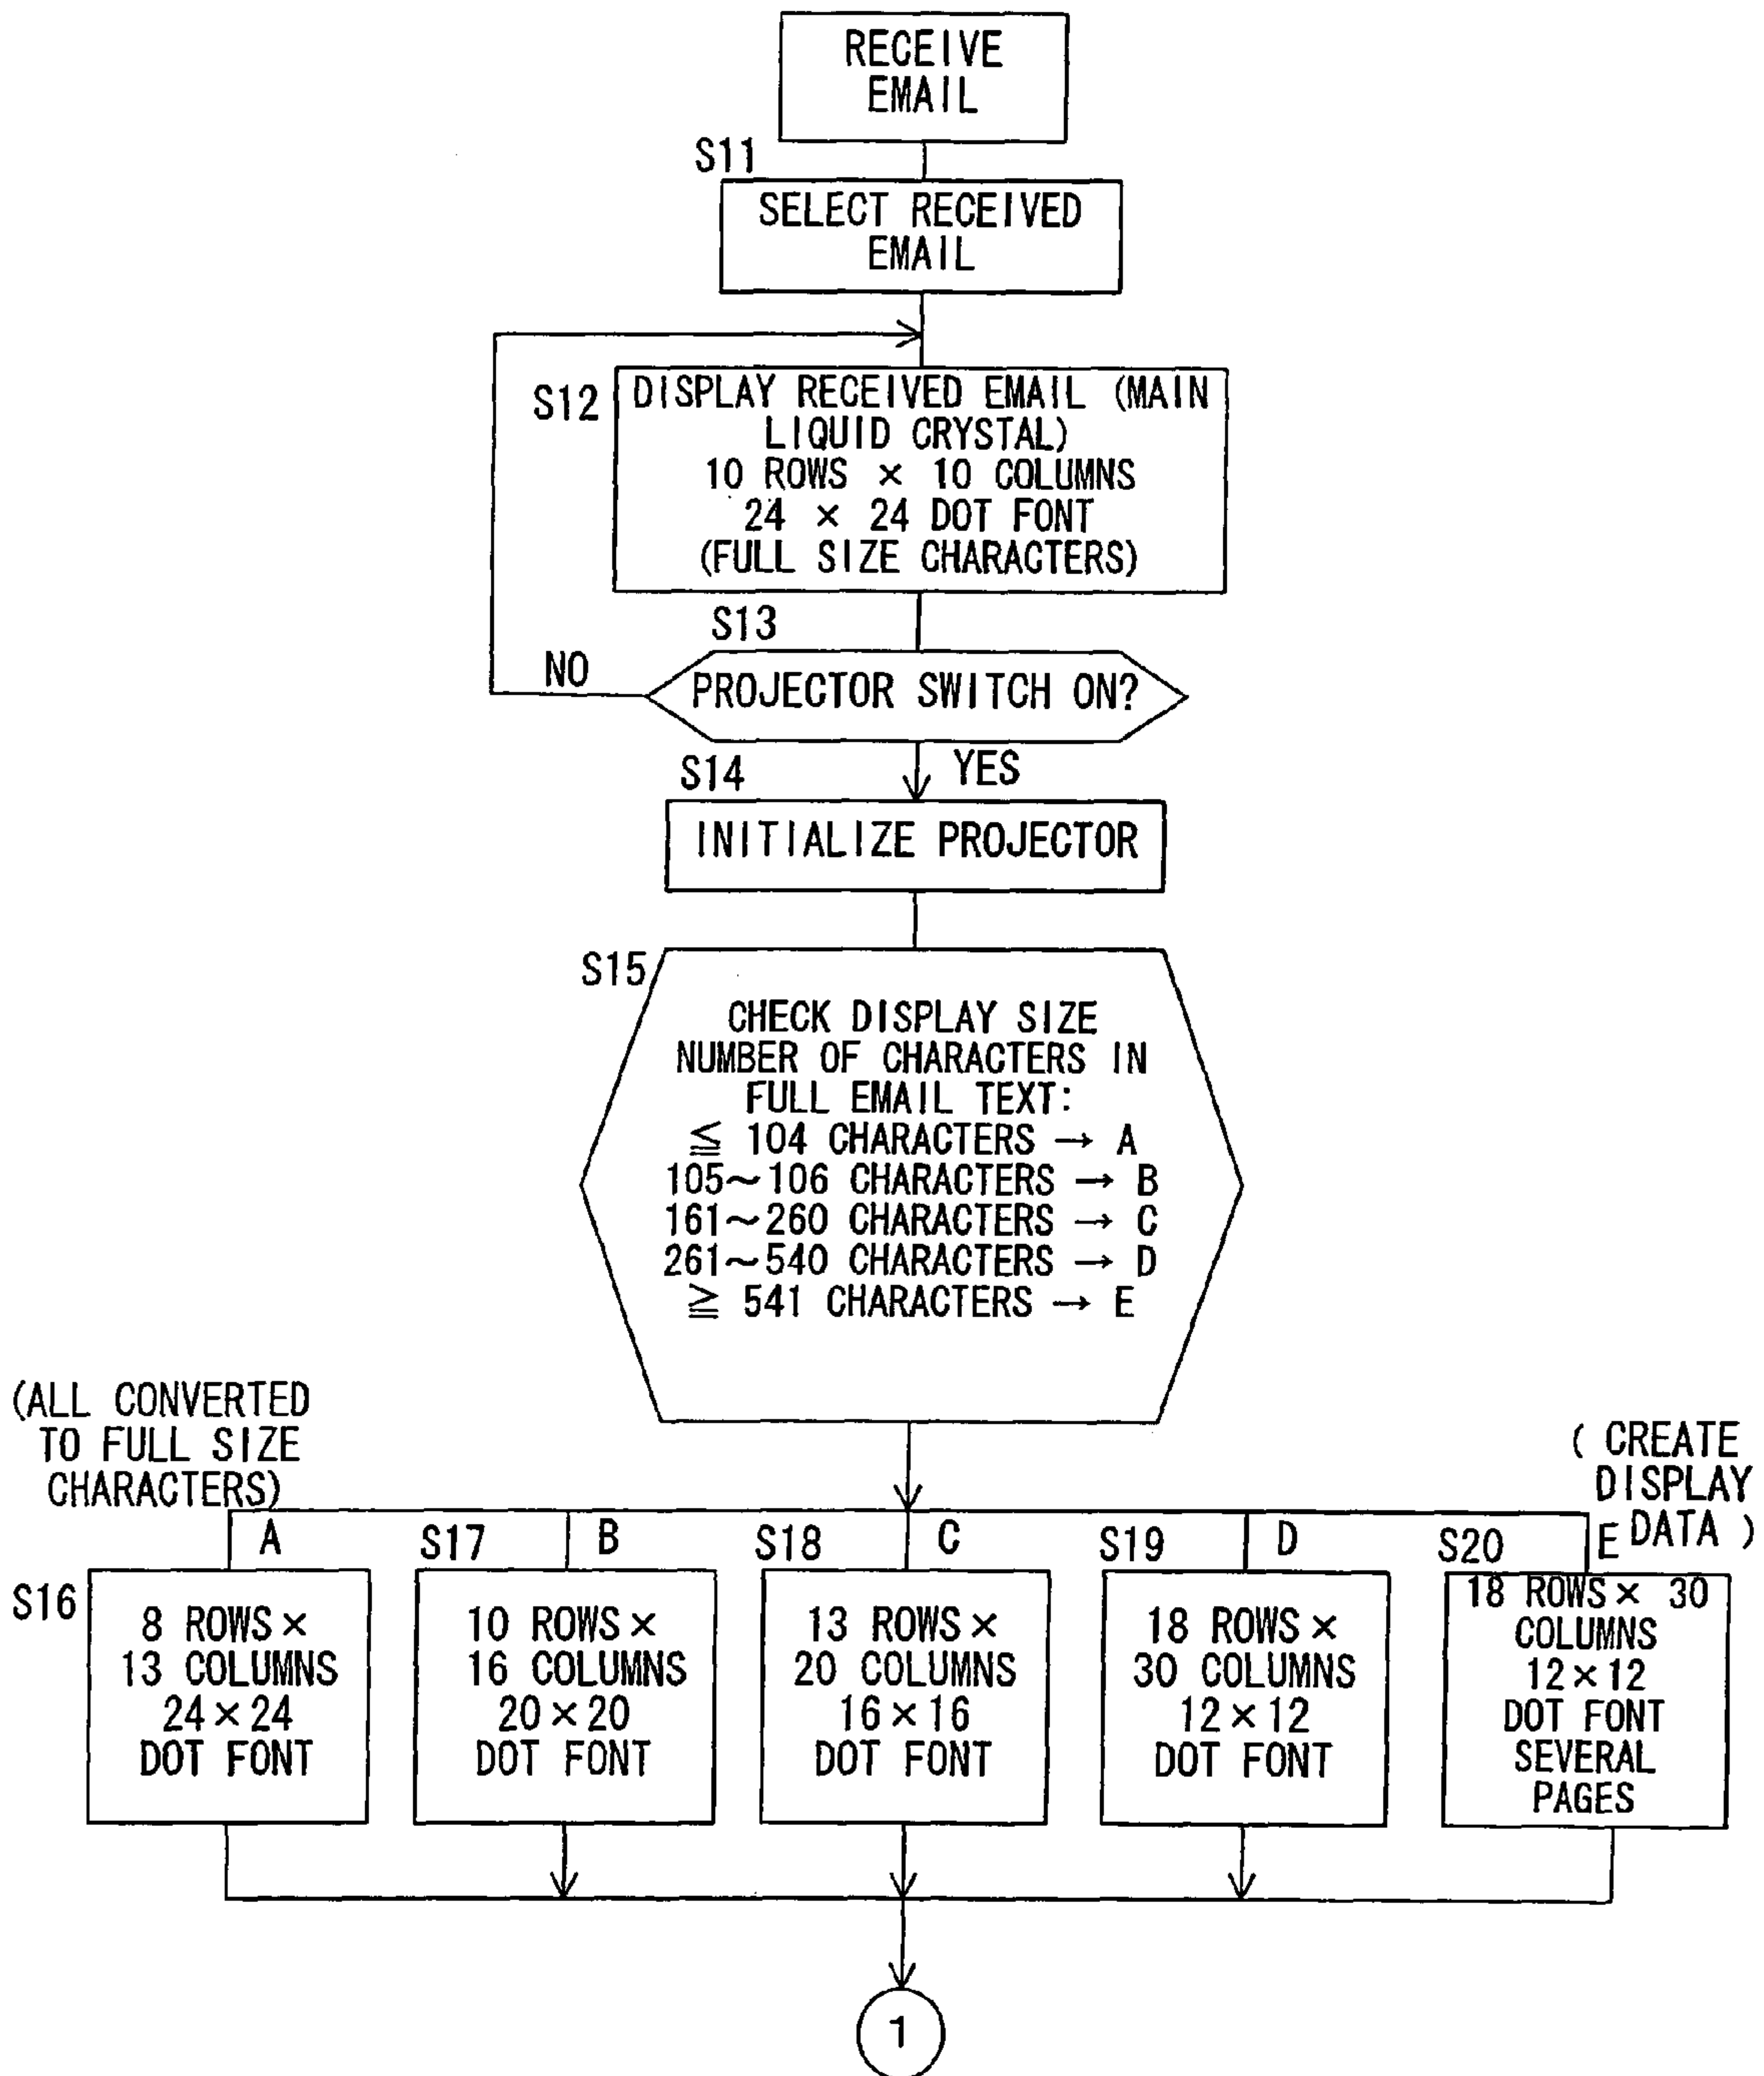 RECEIVE
EMAIL
S11
SELECT RECEIVED
EMAIL
S12
DISPLAY RECEIVED EMAIL (MAIN
LIQUID CRYSTAL)
10 ROWS × 10 COLUMNS
24 × 24 DOT FONT
(FULL SIZE CHARACTERS)
S13
NO
PROJECTOR SWITCH ON?
S14
YES
INITIALIZE PROJECTOR
S15
CHECK DISPLAY SIZE
NUMBER OF CHARACTERS IN
FULL EMAIL TEXT:
≦ 104 CHARACTERS → A
105~106 CHARACTERS → B
161~260 CHARACTERS → C
261~540 CHARACTERS → D
≧ 541 CHARACTERS → E
(ALL CONVERTED
TO FULL SIZE
CHARACTERS)
( CREATE
DISPLAY
DATA )
A
S17
B
S18
C
S19
D
S20
E
S16
8 ROWS ×
13 COLUMNS
24 × 24
DOT FONT
10 ROWS ×
16 COLUMNS
20 × 20
DOT FONT
13 ROWS ×
20 COLUMNS
16 × 16
DOT FONT
18 ROWS ×
30 COLUMNS
12 × 12
DOT FONT
18 ROWS × 30
COLUMNS
12 × 12
DOT FONT
SEVERAL
PAGES
1